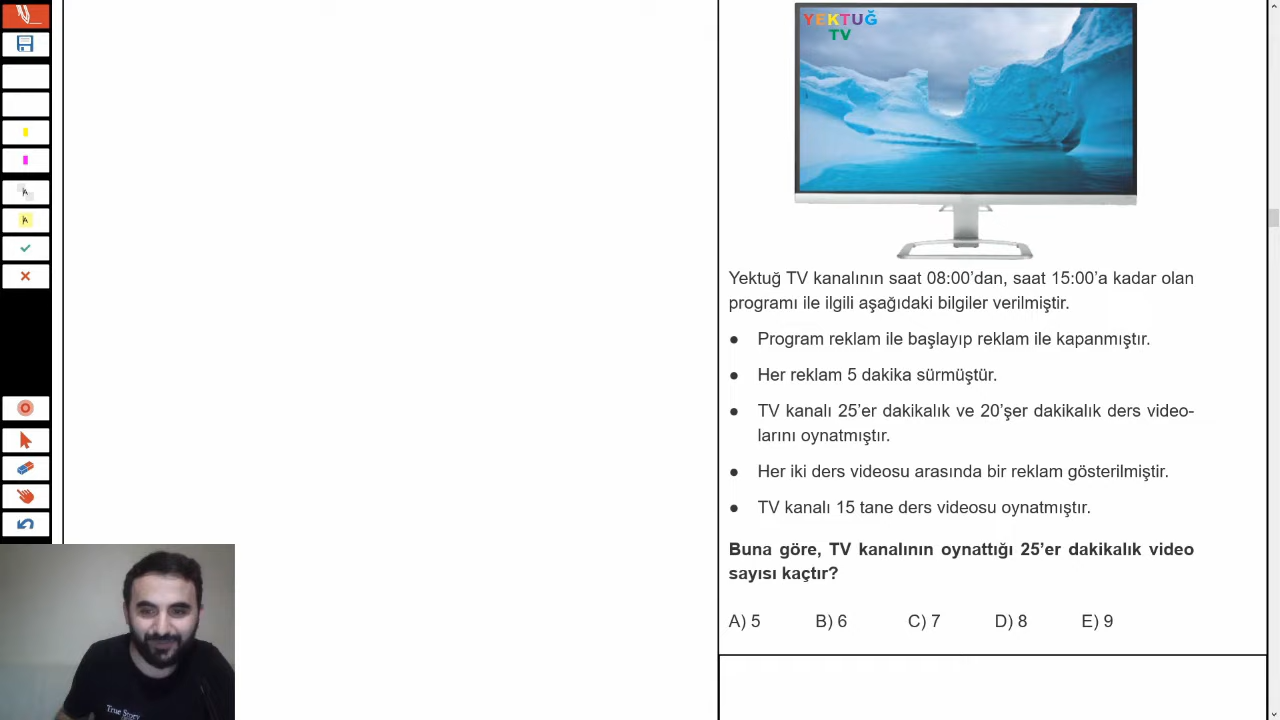 YEKTUĞ
TV
Yektuğ TV kanalının saat 08:00’dan, saat 15:00’a kadar olan
programı ile ilgili aşağıdaki bilgiler verilmiştir.
● Program reklam ile başlayıp reklam ile kapanmıştır.
● Her reklam 5 dakika sürmüştür.
● TV kanalı 25’er dakikalık ve 20’şer dakikalık ders video-
larını oynatmıştır.
● Her iki ders videosu arasında bir reklam gösterilmiştir.
● TV kanalı 15 tane ders videosu oynatmıştır.
Buna göre, TV kanalının oynattığı 25’er dakikalık video
sayısı kaçtır?
A) 5 B) 6 C) 7 D) 8 E) 9
True Story